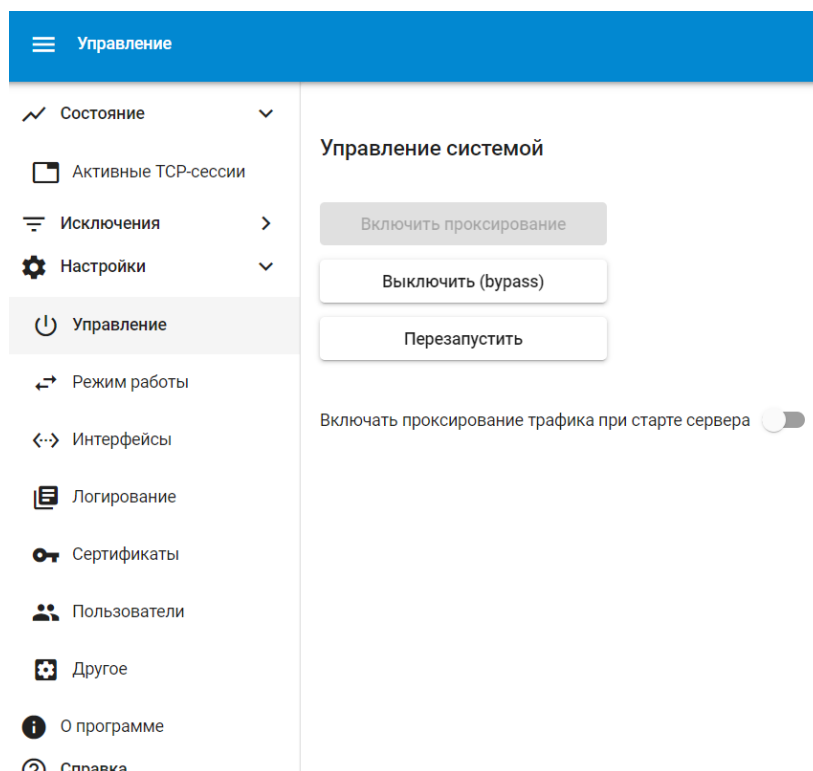 Управление
Состояние
Активные TCP-сессии
Исключения
Настройки
Управление
Режим работы
Интерфейсы
Логирование
Сертификаты
Пользователи
Другое
О программе
Справка
Управление системой
Включить проксирование
Выключить (bypass)
Перезапустить
Включать проксирование трафика при старте сервера